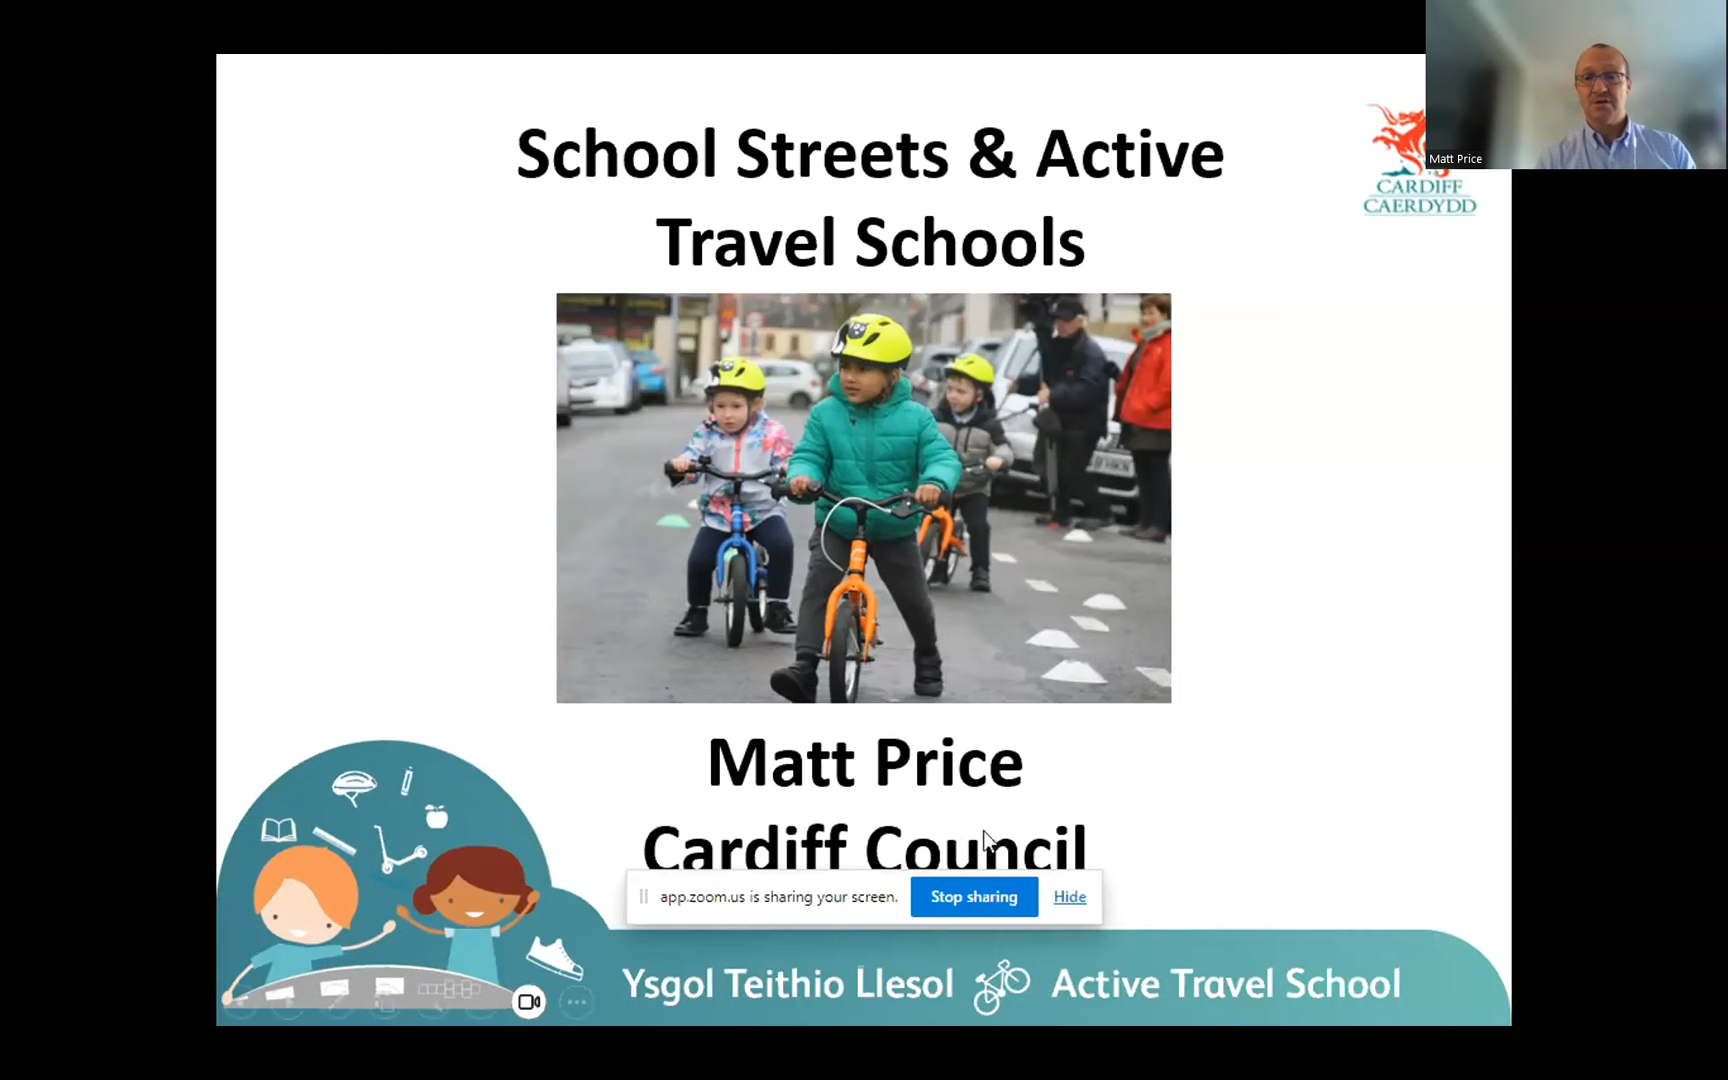 School Streets & Active
Travel Schools
CARDIFF
CAERDYDD
Matt Price
Matt Price
Cardiff Council
app.zoom.us is sharing your screen.
Stop sharing
Hide
Ysgol Teithio Llesol
Active Travel School